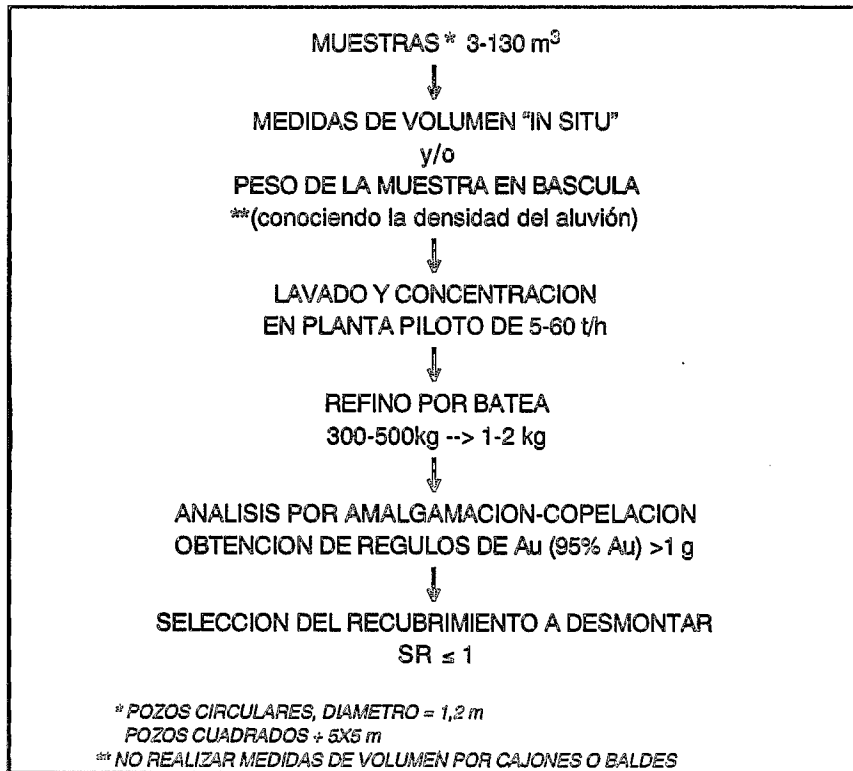 MUESTRAS* 3-130 m³
MEDIDAS DE VOLUMEN "IN SITU"
y/o
PESO DE LA MUESTRA EN BASCULA
**(conociendo la densidad del aluvión)
LAVADO Y CONCENTRACION
EN PLANTA PILOTO DE 5-60 t/h
REFINO POR BATEA
300-500kg --> 1-2 kg
ANALISIS POR AMALGAMACION-COPELACION
OBTENCION DE REGULOS DE Au (95% Au) >1 g
SELECCION DEL RECUBRIMIENTO A DESMONTAR
SR ≤ 1
* POZOS CIRCULARES, DIAMETRO = 1,2 m
POZOS CUADRADOS ÷ 5X5 m
** NO REALIZAR MEDIDAS DE VOLUMEN POR CAJONES O BALDES